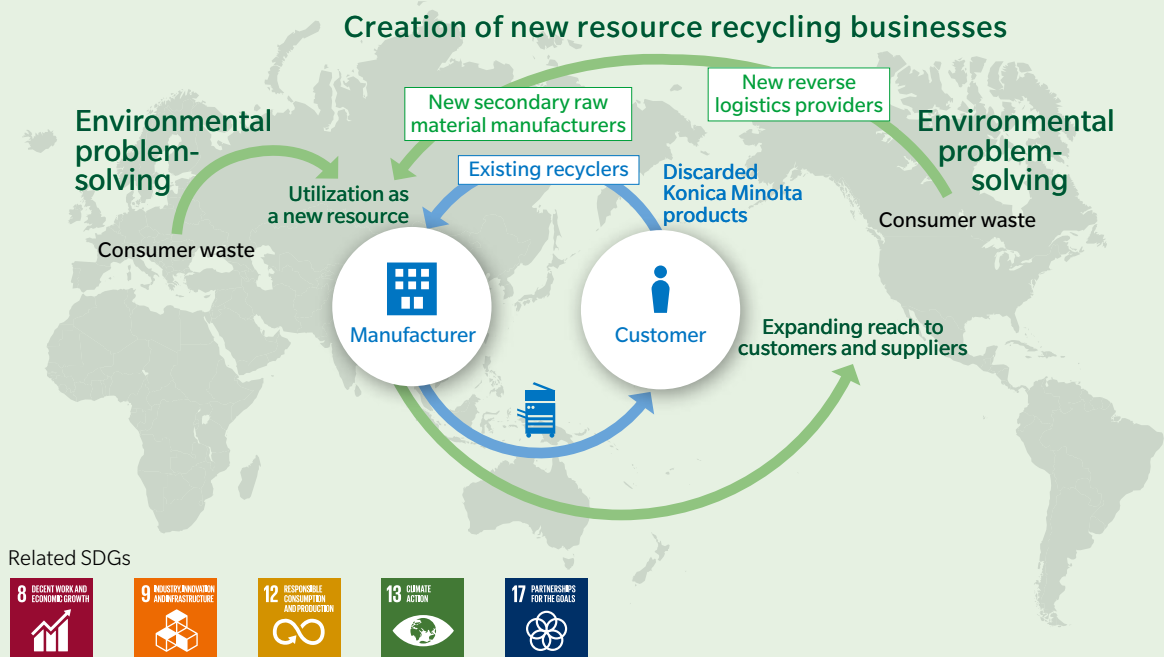 Creation of new resource recycling businesses
New reverse
logistics providers
New secondary raw
material manufacturers
Environmental
problem-
solving
Environmental
problem-
solving
Existing recyclers
Discarded
Konica Minolta
products
Utilization as
a new resource
Consumer waste
Consumer waste
Manufacturer
Customer
Expanding reach to
customers and suppliers
Related SDGs
8 DECENT WORK AND
ECONOMIC GROWTH
9 INDUSTRY, INNOVATION
AND INFRASTRUCTURE
12 RESPONSIBLE
CONSUMPTION
AND PRODUCTION
13 CLIMATE
ACTION
17 PARTNERSHIPS
FOR THE GOALS